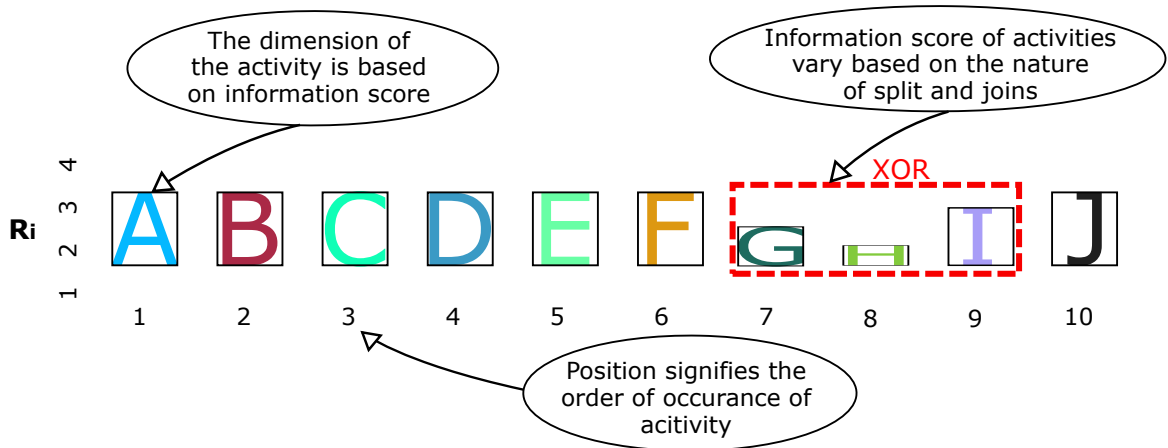 The dimension of
the activity is based
on information score
Information score of activities
vary based on the nature
of split and joins
XOR
Ri
4
3
2
1
A B C D E F G H I J
1 2 3 4 5 6 7 8 9 10
Position signifies the
order of occurance of
acitivity